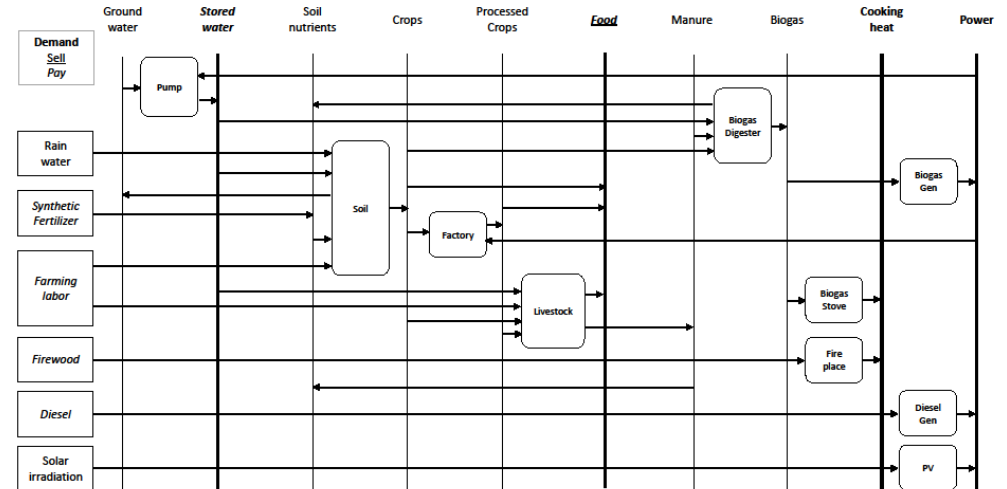 Ground
water
Stored
water
Soil
nutrients
Crops
Processed
Crops
Food
Manure
Biogas
Cooking
heat
Power
Demand
Sell
Pay
Pump
Biogas
Digester
Rain
water
Biogas
Gen
Synthetic
Fertilizer
Soil
Factory
Farming
labor
Livestock
Biogas
Stove
Firewood
Fire
place
Diesel
Diesel
Gen
Solar
irradiation
PV